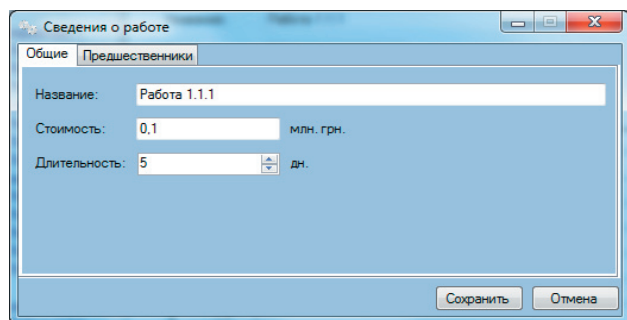 Сведения о работе
Общие Предшественники
Название: Работа 1.1.1
Стоимость: 0,1 млн. грн.
Длительность: 5 дн.
Сохранить Отмена